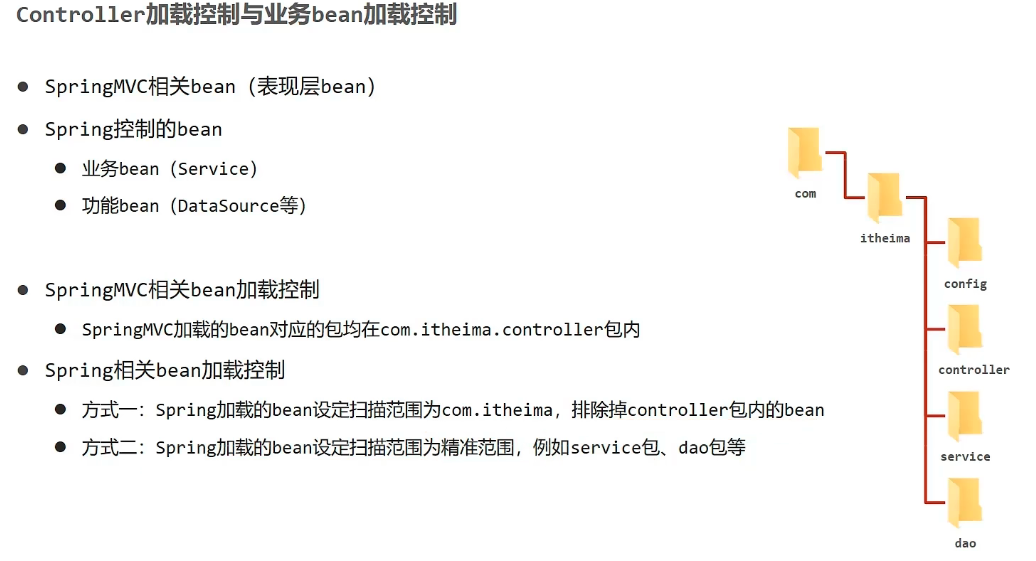 Controller加载控制与业务bean加载控制
SpringMVC相关bean（表现层bean）
Spring控制的bean
业务bean（Service）
功能bean（DataSource等）
SpringMVC相关bean加载控制
SpringMVC加载的bean对应的包均在com.itheima.controller包内
Spring相关bean加载控制
方式一：Spring加载的bean设定扫描范围为com.itheima，排除掉controller包内的bean
方式二：Spring加载的bean设定扫描范围为精准范围，例如service包、dao包等
com
itheima
config
controller
service
dao